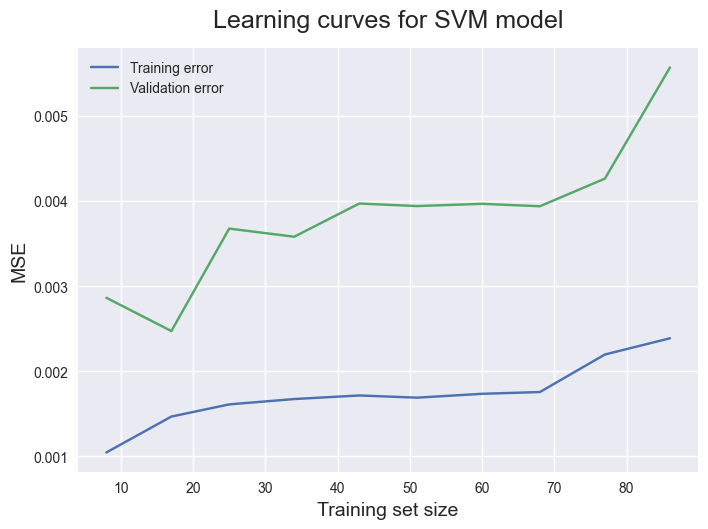 Learning curves for SVM model
Training error
Validation error
0.005
0.004
0.003
0.002
0.001
MSE
10 20 30 40 50 60 70 80
Training set size